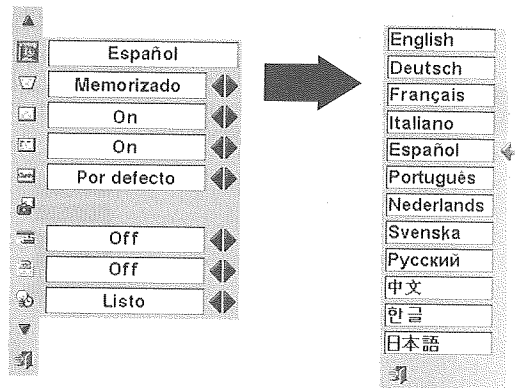 Español
Memorizado
On
On
Por defecto
Off
Off
Listo
English
Deutsch
Français
Italiano
Español
Português
Nederlands
Svenska
Русский
中文
한글
日本語